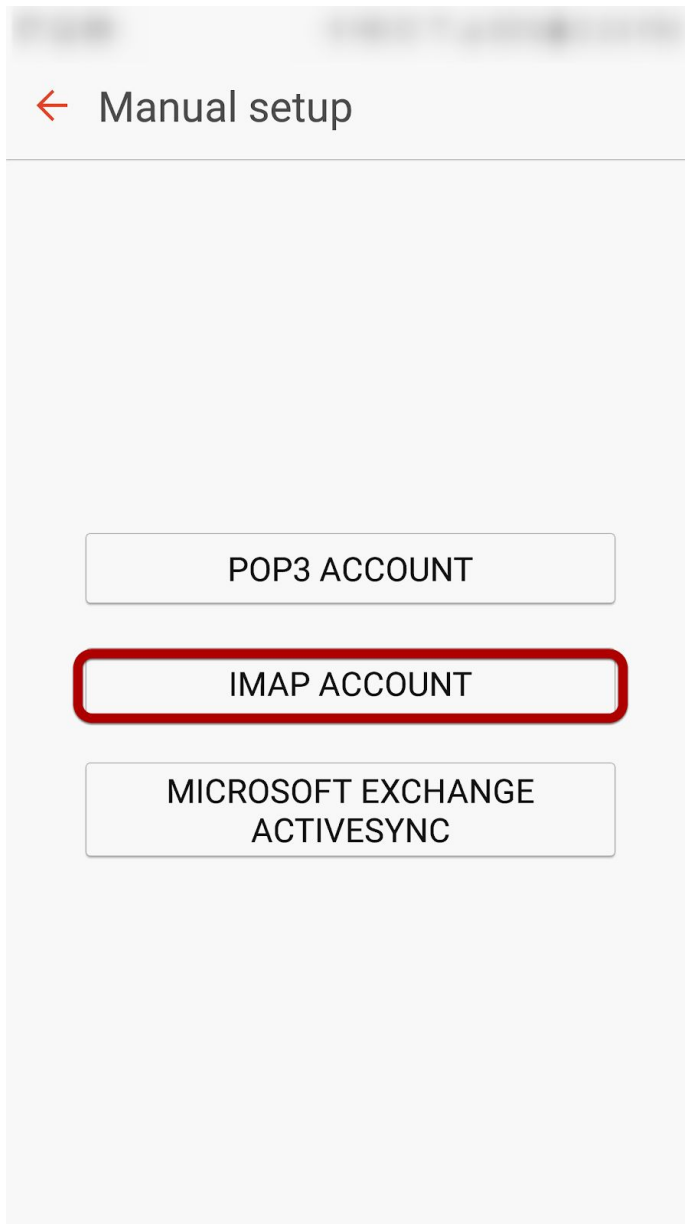 Manual setup
POP3 ACCOUNT
IMAP ACCOUNT
MICROSOFT EXCHANGE
ACTIVESYNC